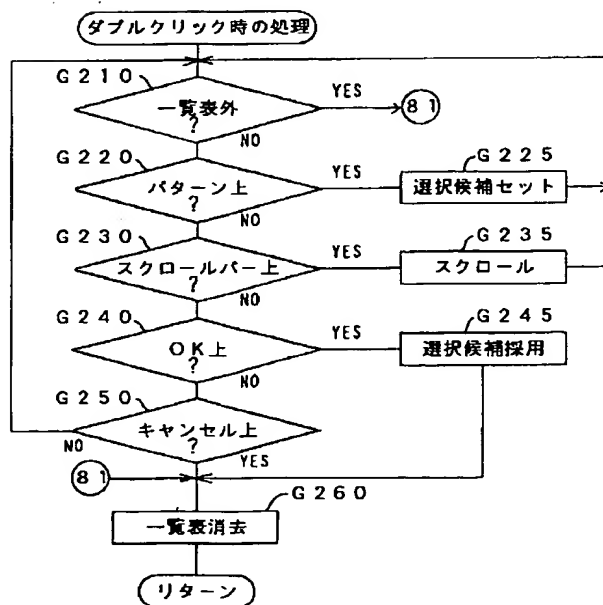 ダブルクリック時の処理
G210
一覧表外
?
YES
81
NO
G220
パターン上
?
YES
G225
選択候補セット
NO
G230
スクロールバー上
?
YES
G235
スクロール
NO
G240
OK上
?
YES
G245
選択候補採用
NO
G250
キャンセル上
?
NO
YES
81
G260
一覧表消去
リターン